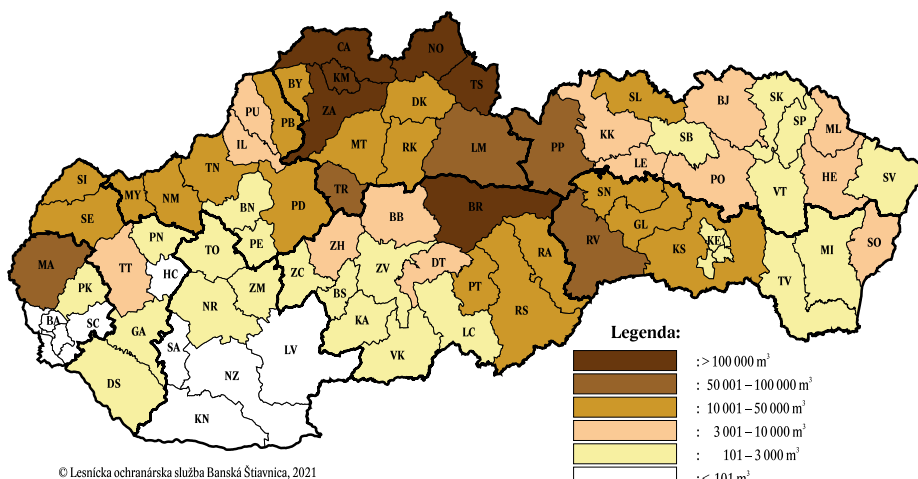 CA
NO
KM
TS
BY
ZA
DK
PU
PB
IL
MT
RK
LM
PP
SL
BJ
SK
SP
ML
KK
SB
LE
PO
HE
SV
VT
SI
MY
NM
TN
SE
BN
PD
TR
BB
BR
SN
GL
RV
KS
KE
MI
SO
TV
MA
TT
PN
HC
TO
PE
ZC
ZH
ZV
DT
RA
PT
RS
PK
BA
SC
GA
NR
ZM
BS
KA
LC
VK
DS
SA
NZ
LV
KN
Legenda:
: > 100 000 m³
: 50 001 – 100 000 m³
: 10 001 – 50 000 m³
: 3 001 – 10 000 m³
: 101 – 3 000 m³
: < 101 m³
© Lesnícka ochranárska služba Banská Štiavnica, 2021